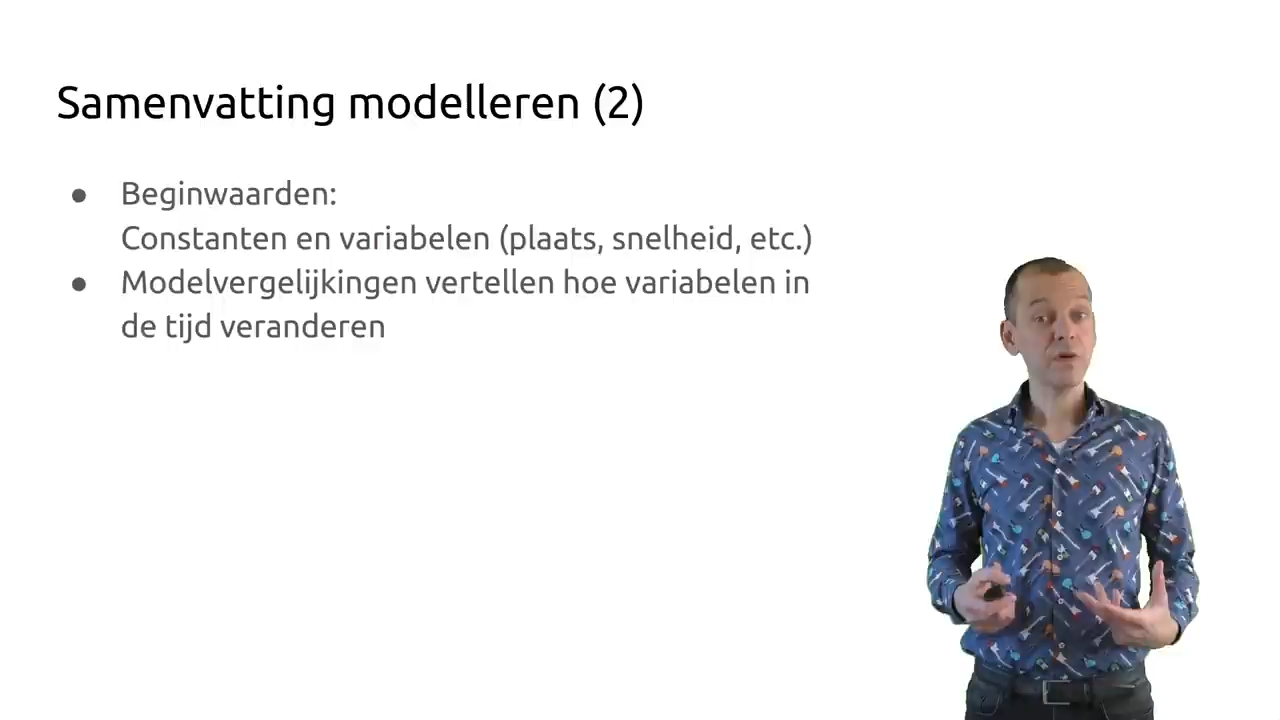 Samenvatting modelleren (2)
● Beginwaarden:
Constanten en variabelen (plaats, snelheid, etc.)
● Modelvergelijkingen vertellen hoe variabelen in
de tijd veranderen